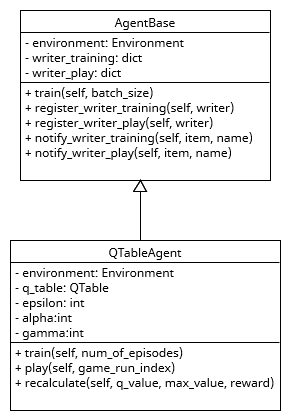 AgentBase
- environment: Environment
- writer_training: dict
- writer_play: dict
+ train(self, batch_size)
+ register_writer_training(self, writer)
+ register_writer_play(self, writer)
+ notify_writer_training(self, item, name)
+ notify_writer_play(self, item, name)
QTableAgent
- environment: Environment
- q_table: QTable
- epsilon: int
- alpha:int
- gamma:int
+ train(self, num_of_episodes)
+ play(self, game_run_index)
+ recalculate(self, q_value, max_value, reward)